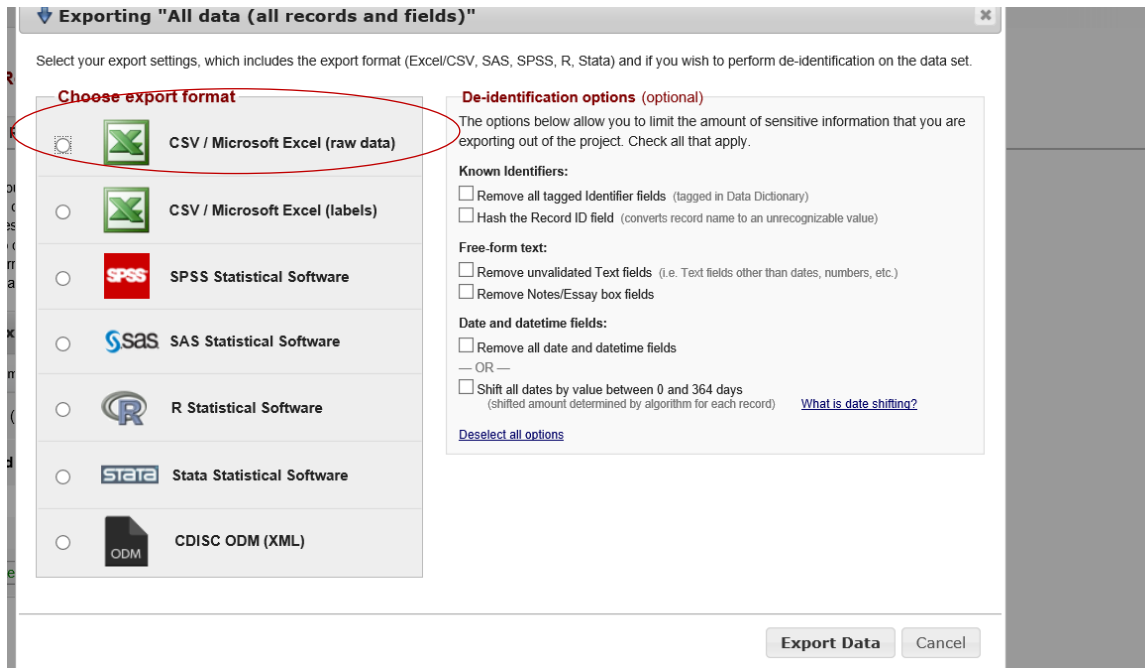 Exporting "All data (all records and fields)"
Select your export settings, which includes the export format (Excel/CSV, SAS, SPSS, R, Stata) and if you wish to perform de-identification on the data set.
Choose export format
CSV / Microsoft Excel (raw data)
CSV / Microsoft Excel (labels)
SPSS
SPSS Statistical Software
sas
SAS Statistical Software
R
R Statistical Software
STaTa
Stata Statistical Software
ODM
CDISC ODM (XML)
De-identification options (optional)
The options below allow you to limit the amount of sensitive information that you are
exporting out of the project. Check all that apply.
Known Identifiers:
Remove all tagged Identifier fields (tagged in Data Dictionary)
Hash the Record ID field (converts record name to an unrecognizable value)
Free-form text:
Remove unvalidated Text fields (i.e. Text fields other than dates, numbers, etc.)
Remove Notes/Essay box fields
Date and datetime fields:
Remove all date and datetime fields
— OR —
Shift all dates by value between 0 and 364 days
(shifted amount determined by algorithm for each record) What is date shifting?
Deselect all options
Export Data Cancel